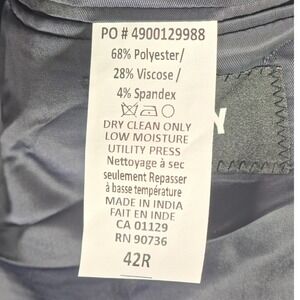 PO # 4900129988
68% Polyester/
28% Viscose /
4% Spandex
DRY CLEAN ONLY
LOW MOISTURE
UTILITY PRESS
Nettoyage à sec
seulement Repasser
à basse température
MADE IN INDIA
FAIT EN INDE
CA 01129
RN 90736
42R
Y